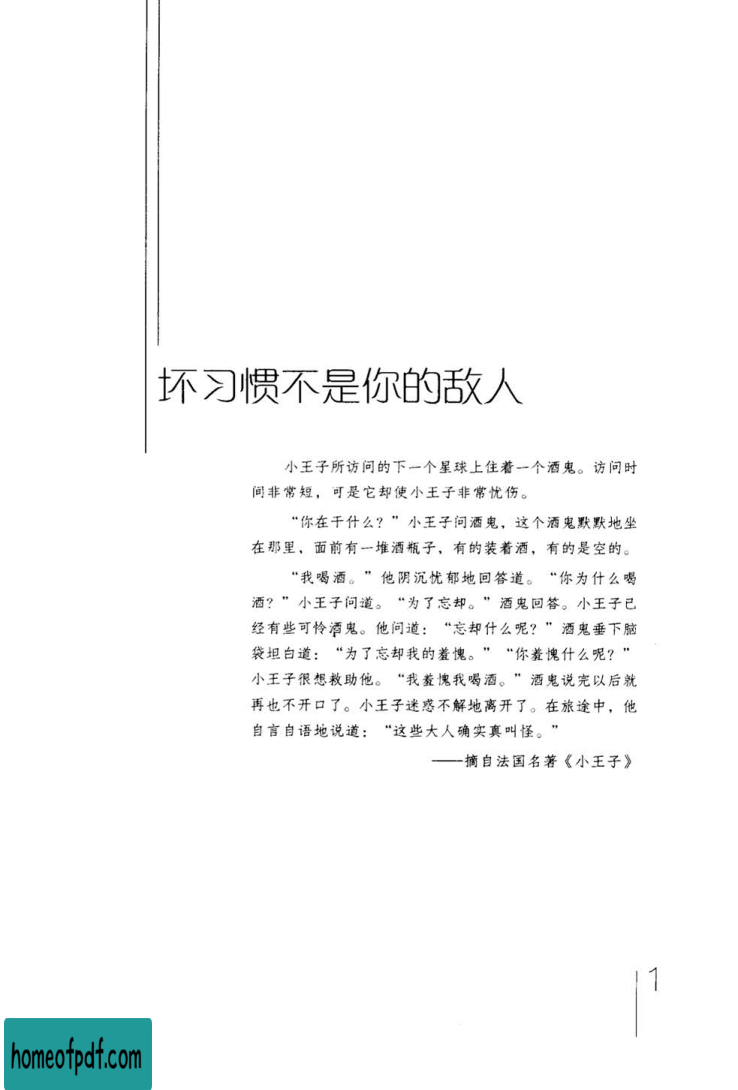 坏习惯不是你的敌人
小王子所访问的下一个星球上住着一个酒鬼。访问时
间非常短，可是它却使小王子非常忧伤。
“你在干什么？”小王子问酒鬼，这个酒鬼默默地坐
在那里，面前有一堆酒瓶子，有的装着酒，有的是空的。
“我喝酒。”他阴沉忧郁地回答道。“你为什么喝
酒？”小王子问道。“为了忘却。”酒鬼回答。小王子已
经有些可怜酒鬼。他问道：“忘却什么呢？”酒鬼垂下脑
袋坦白道：“为了忘却我的羞愧。”“你羞愧什么呢？”
小王子很想救助他。“我羞愧我喝酒。”酒鬼说完以后就
再也不开口了。小王子迷惑不解地离开了。在旅途中，他
自言自语地说道：“这些大人确实真叫怪。”
——摘自法国名著《小王子》
1
homeofpdf.com